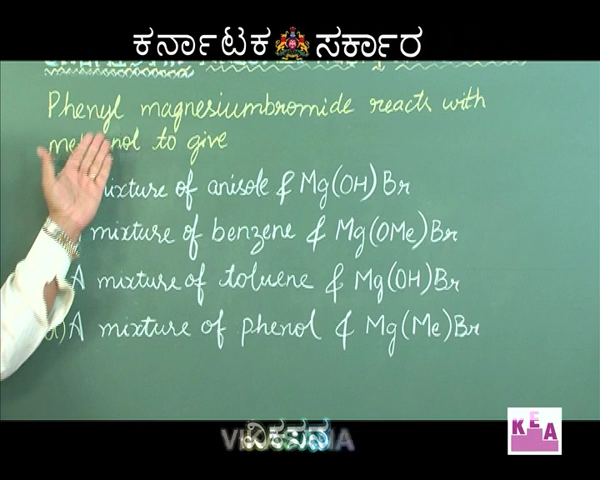 ಕರ್ನಾಟಕ ಸರ್ಕಾರ
Phenyl magnesiumbromide reacts with
to give
of anisole & Mg(OH)Br
A mixture of benzene & Mg(OMe)Br
A mixture of toluene & Mg(OH)Br
d) A mixture of phenol & Mg(Me)Br
ವಿಕಸನ
KEA